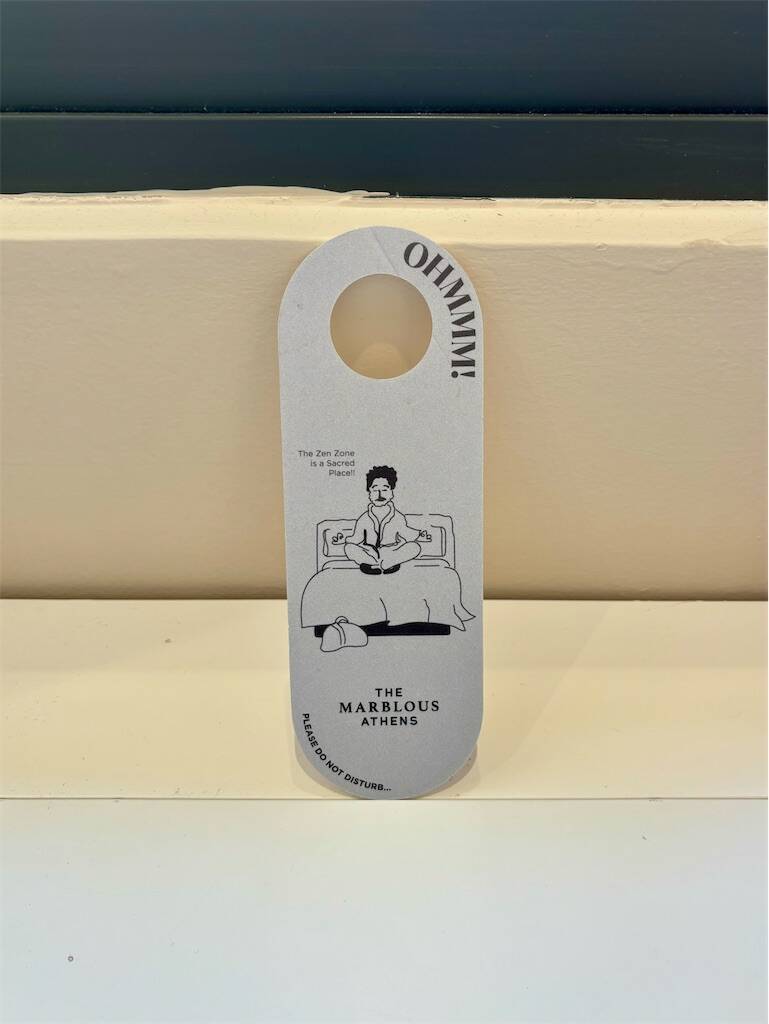 OHMMM!
The Zen Zone
is a Sacred
Place!!
THE
MARBLOUS
ATHENS
PLEASE DO NOT DISTURB...